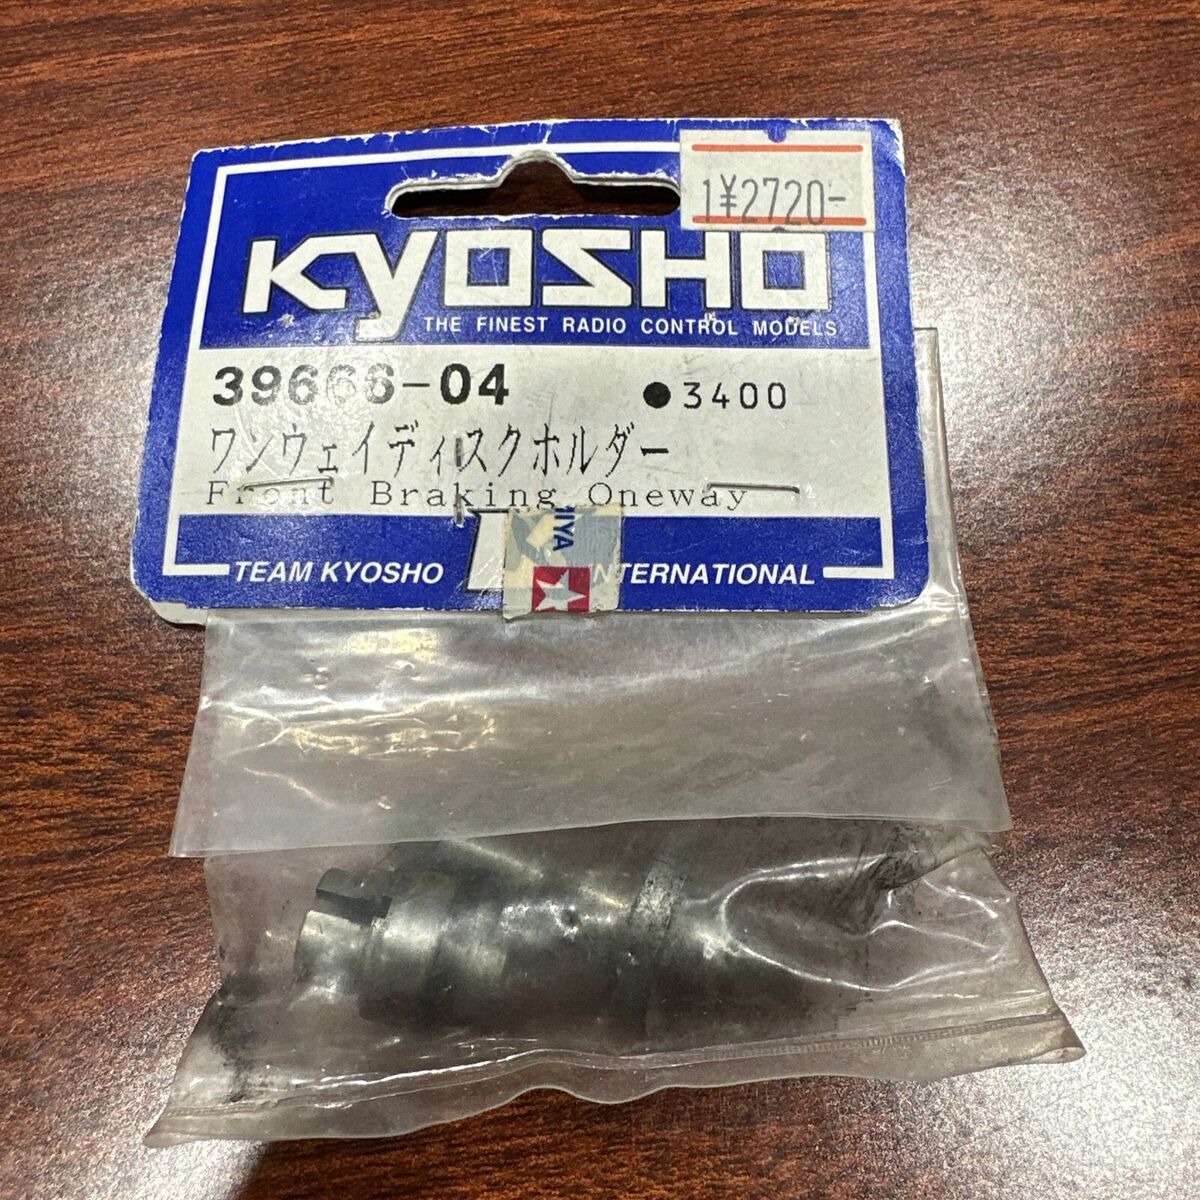 1¥2720-
KYOSHO
THE FINEST RADIO CONTROL MODELS
39666-04 ●3400
ワンウェイディスクホルダー
Front Braking Oneway
MIYA
TEAM KYOSHO INTERNATIONAL